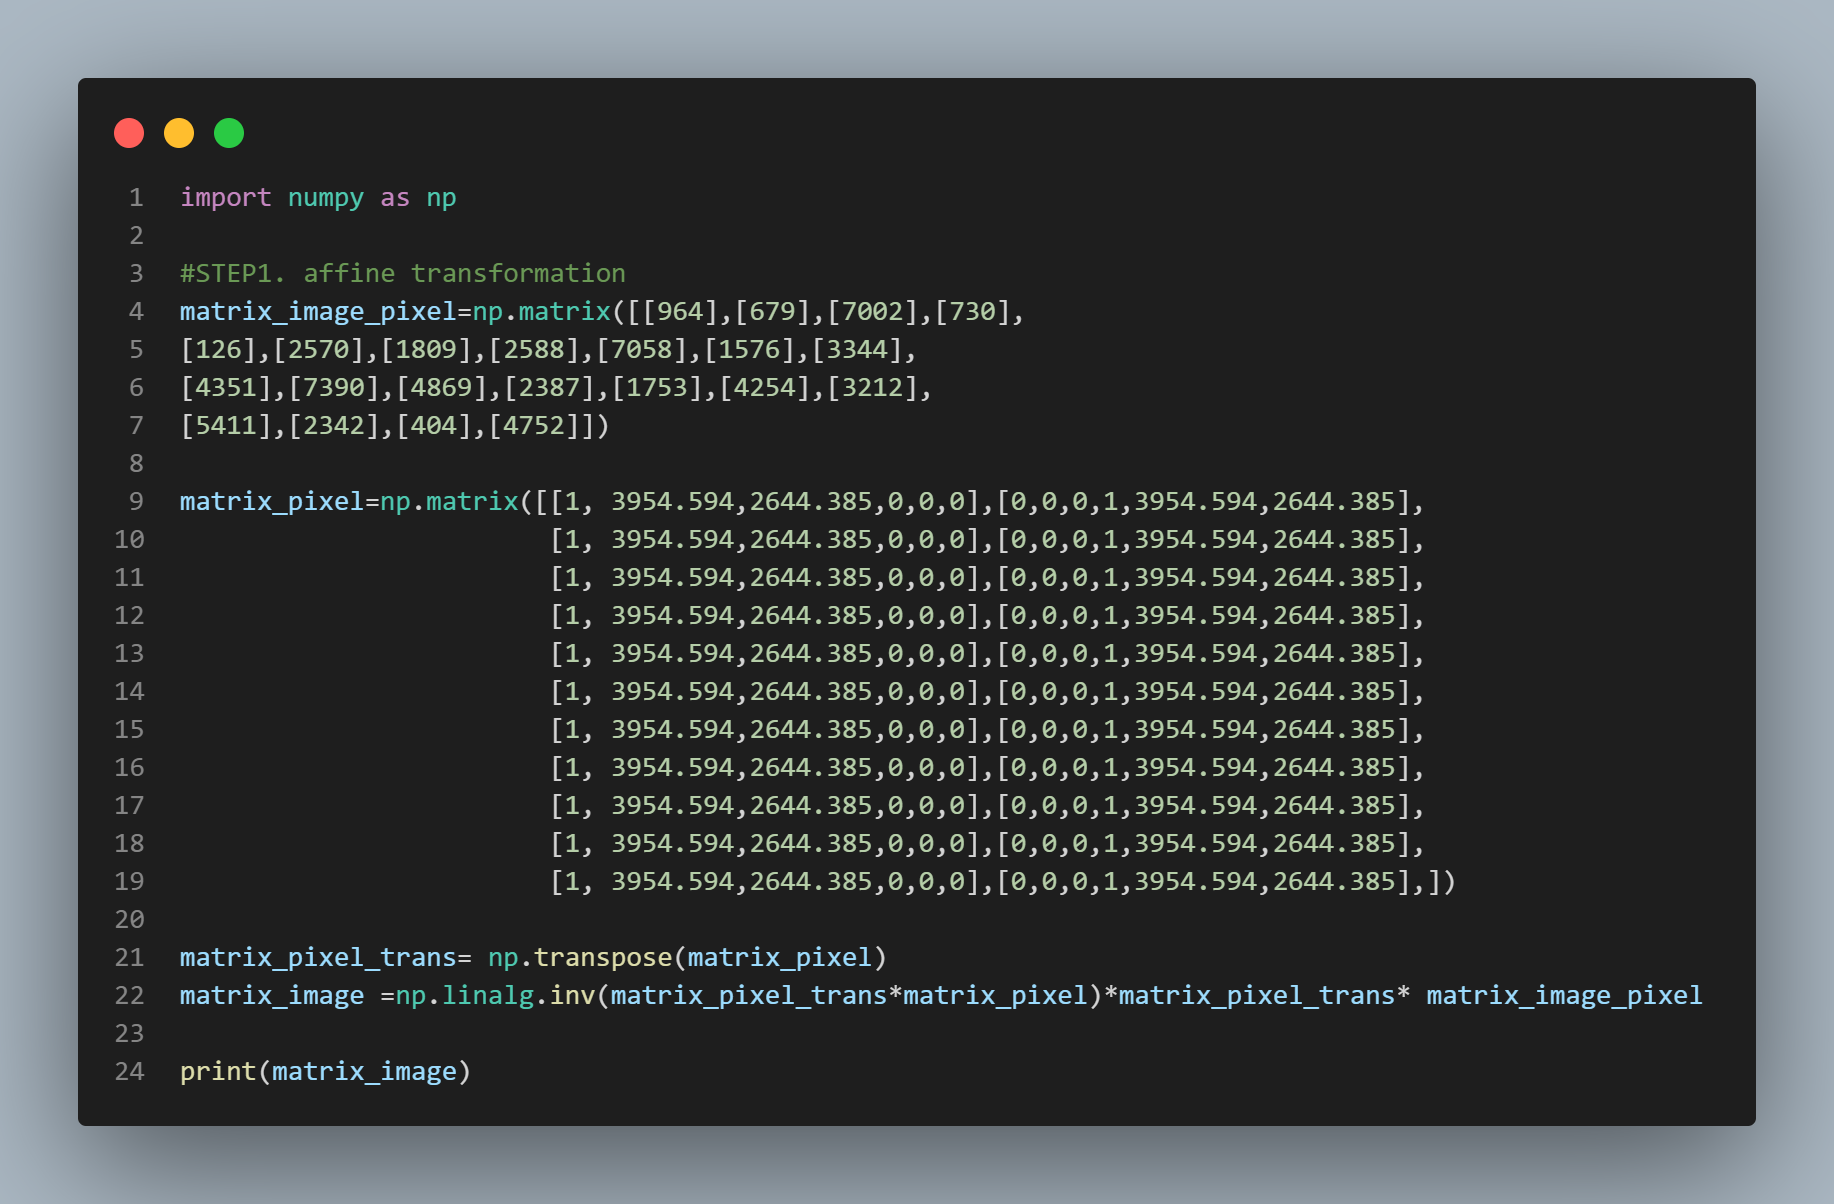 1 import numpy as np
2
3 #STEP1. affine transformation
4 matrix_image_pixel=np.matrix([[964],[679],[7002],[730],
5 [126],[2570],[1809],[2588],[7058],[1576],[3344],
6 [4351],[7390],[4869],[2387],[1753],[4254],[3212],
7 [5411],[2342],[404],[4752]])
8
9 matrix_pixel=np.matrix([[1, 3954.594,2644.385,0,0,0],[0,0,0,1,3954.594,2644.385],
10 [1, 3954.594,2644.385,0,0,0],[0,0,0,1,3954.594,2644.385],
11 [1, 3954.594,2644.385,0,0,0],[0,0,0,1,3954.594,2644.385],
12 [1, 3954.594,2644.385,0,0,0],[0,0,0,1,3954.594,2644.385],
13 [1, 3954.594,2644.385,0,0,0],[0,0,0,1,3954.594,2644.385],
14 [1, 3954.594,2644.385,0,0,0],[0,0,0,1,3954.594,2644.385],
15 [1, 3954.594,2644.385,0,0,0],[0,0,0,1,3954.594,2644.385],
16 [1, 3954.594,2644.385,0,0,0],[0,0,0,1,3954.594,2644.385],
17 [1, 3954.594,2644.385,0,0,0],[0,0,0,1,3954.594,2644.385],
18 [1, 3954.594,2644.385,0,0,0],[0,0,0,1,3954.594,2644.385],
19 [1, 3954.594,2644.385,0,0,0],[0,0,0,1,3954.594,2644.385],])
20
21 matrix_pixel_trans= np.transpose(matrix_pixel)
22 matrix_image =np.linalg.inv(matrix_pixel_trans*matrix_pixel)*matrix_pixel_trans* matrix_image_pixel
23
24 print(matrix_image)